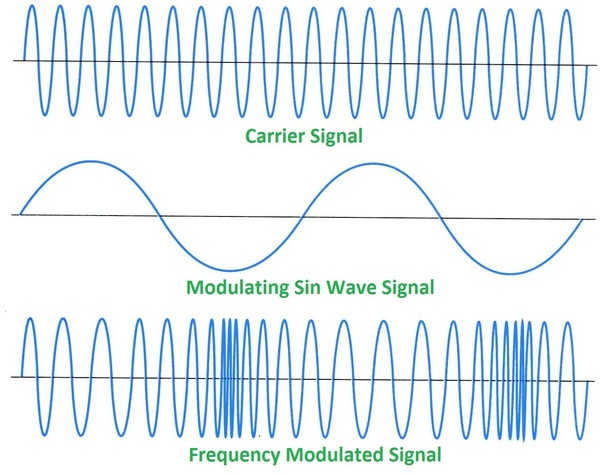 Carrier Signal
Modulating Sin Wave Signal
Frequency Modulated Signal